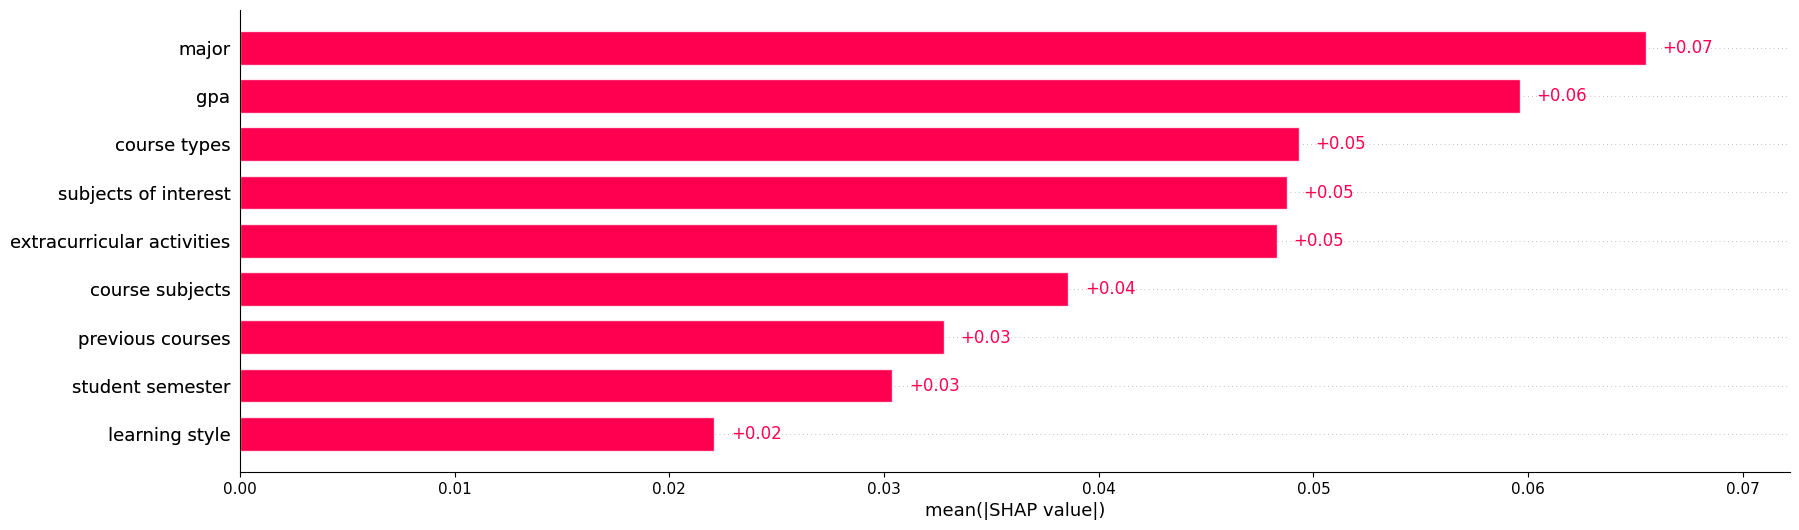 major
+0.07
gpa
+0.06
course types
+0.05
subjects of interest
+0.05
extracurricular activities
+0.05
course subjects
+0.04
previous courses
+0.03
student semester
+0.03
learning style
+0.02
0.00 0.01 0.02 0.03 0.04 0.05 0.06 0.07
mean(|SHAP value|)